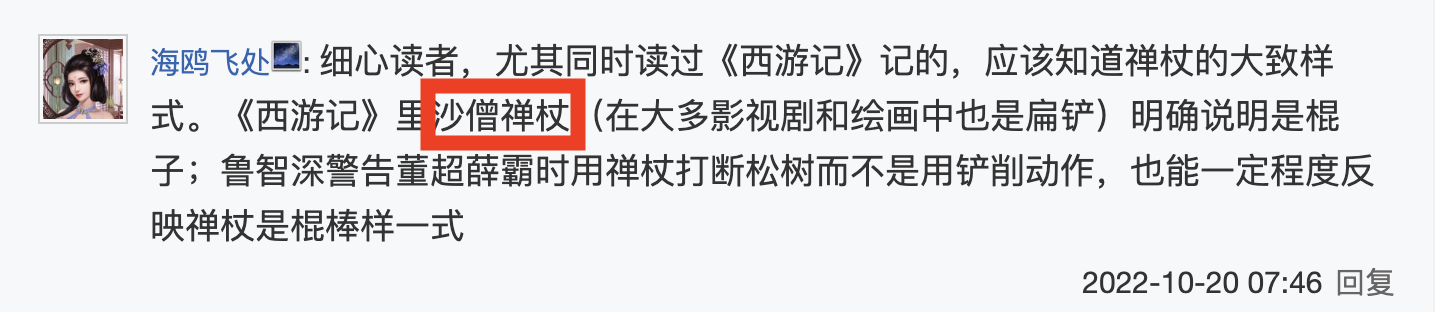 海鸥飞处: 细心读者，尤其同时读过《西游记》记的，应该知道禅杖的大致样
式。《西游记》里沙僧禅杖（在大多影视剧和绘画中也是扁铲）明确说明是棍
子；鲁智深警告董超薛霸时用禅杖打断松树而不是用铲削动作，也能一定程度反
映禅杖是棍棒样一式
2022-10-20 07:46 回复